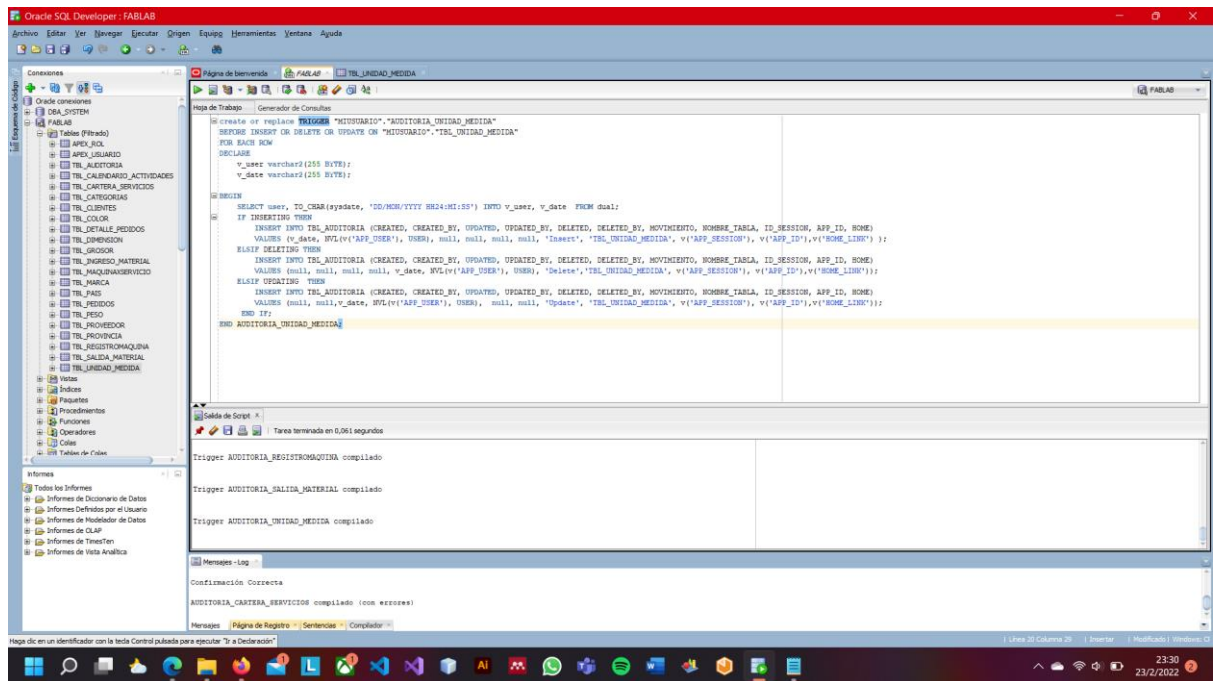 Oracle SQL Developer : FABLAB
Archivo Editar Ver Navegar Ejecutar Origen Equipo Herramientas Ventana Ayuda
Conexiones
Oracle conexiones
DBA_SYSTEM
FABLAB
Tablas (Filtrado)
APEX_ROL
APEX_USUARIO
TBL_AUDITORIA
TBL_CALENDARIO_ACTIVIDADES
TBL_CARTERA_SERVICIOS
TBL_CATEGORIAS
TBL_CLIENTES
TBL_COLOR
TBL_DETALLE_PEDIDOS
TBL_DIMENSION
TBL_GROSOR
TBL_INGRESO_MATERIAL
TBL_MAQUINAXSERVICIO
TBL_MARCA
TBL_PAIS
TBL_PEDIDOS
TBL_PESO
TBL_PROVEEDOR
TBL_PROVINCIA
TBL_REGISTROMAQUINA
TBL_SALIDA_MATERIAL
TBL_UNIDAD_MEDIDA
Vistas
Índices
Paquetes
Procedimientos
Funciones
Operadores
Colas
Tablas de Colas
Informes
Todos los Informes
Informes de Diccionario de Datos
Informes Definidos por el Usuario
Informes de Modelador de Datos
Informes de OLAP
Informes de TimesTen
Informes de Vista Analítica
Esquema de Código
Página de bienvenida FABLAB TBL_UNIDAD_MEDIDA
FABLAB
Hoja de Trabajo Generador de Consultas
create or replace TRIGGER "MIUSUARIO"."AUDITORIA_UNIDAD_MEDIDA"
BEFORE INSERT OR DELETE OR UPDATE ON "MIUSUARIO"."TBL_UNIDAD_MEDIDA"
FOR EACH ROW
DECLARE
v_user varchar2(255 BYTE);
v_date varchar2(255 BYTE);
BEGIN
SELECT user, TO_CHAR(sysdate, 'DD/MON/YYYY HH24:MI:SS') INTO v_user, v_date FROM dual;
IF INSERTING THEN
INSERT INTO TBL_AUDITORIA (CREATED, CREATED_BY, UPDATED, UPDATED_BY, DELETED, DELETED_BY, MOVIMIENTO, NOMBRE_TABLA, ID_SESSION, APP_ID, HOME)
VALUES (v_date, NVL(v('APP_USER'), USER), null, null, null, null, 'Insert', 'TBL_UNIDAD_MEDIDA', v('APP_SESSION'), v('APP_ID'),v('HOME_LINK') );
ELSIF DELETING THEN
INSERT INTO TBL_AUDITORIA (CREATED, CREATED_BY, UPDATED, UPDATED_BY, DELETED, DELETED_BY, MOVIMIENTO, NOMBRE_TABLA, ID_SESSION, APP_ID, HOME)
VALUES (null, null, null, null, v_date, NVL(v('APP_USER'), USER), 'Delete','TBL_UNIDAD_MEDIDA', v('APP_SESSION'), v('APP_ID'),v('HOME_LINK'));
ELSIF UPDATING THEN
INSERT INTO TBL_AUDITORIA (CREATED, CREATED_BY, UPDATED, UPDATED_BY, DELETED, DELETED_BY, MOVIMIENTO, NOMBRE_TABLA, ID_SESSION, APP_ID, HOME)
VALUES (null, null,v_date, NVL(v('APP_USER'), USER), null, null, 'Update', 'TBL_UNIDAD_MEDIDA', v('APP_SESSION'), v('APP_ID'),v('HOME_LINK'));
END IF;
END AUDITORIA_UNIDAD_MEDIDA;
Salida de Script
Tarea terminada en 0,061 segundos
Trigger AUDITORIA_REGISTROMAQUINA compilado
Trigger AUDITORIA_SALIDA_MATERIAL compilado
Trigger AUDITORIA_UNIDAD_MEDIDA compilado
Mensajes - Log
Confirmación Correcta
AUDITORIA_CARTERA_SERVICIOS compilado (con errores)
Mensajes Página de Registro Sentencias Compilador
Haga clic en un identificador con la tecla Control pulsada para ejecutar "Ir a Declaración"
Línea 20 Columna 29 Insertar Modificado Windows: C
23:30
23/2/2022
2